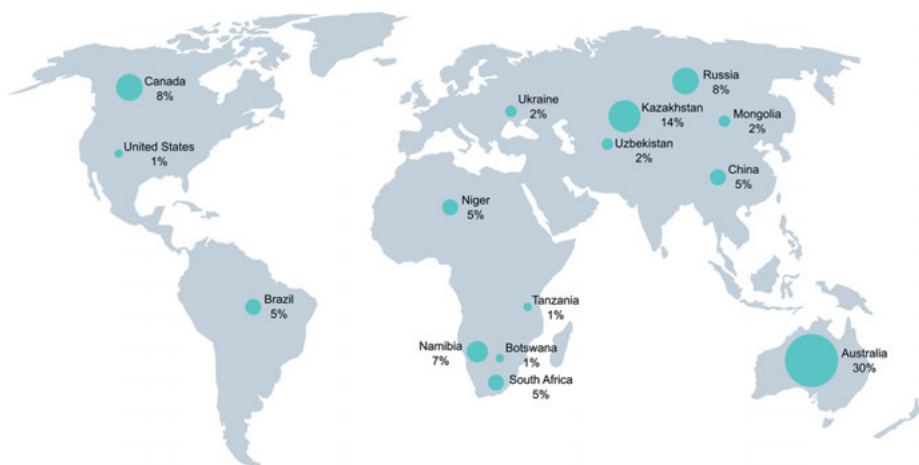 Canada
8%
United States
1%
Brazil
5%
Ukraine
2%
Niger
5%
Namibia
7%
Botswana
1%
South Africa
5%
Tanzania
1%
Russia
8%
Kazakhstan
14%
Uzbekistan
2%
Mongolia
2%
China
5%
Australia
30%